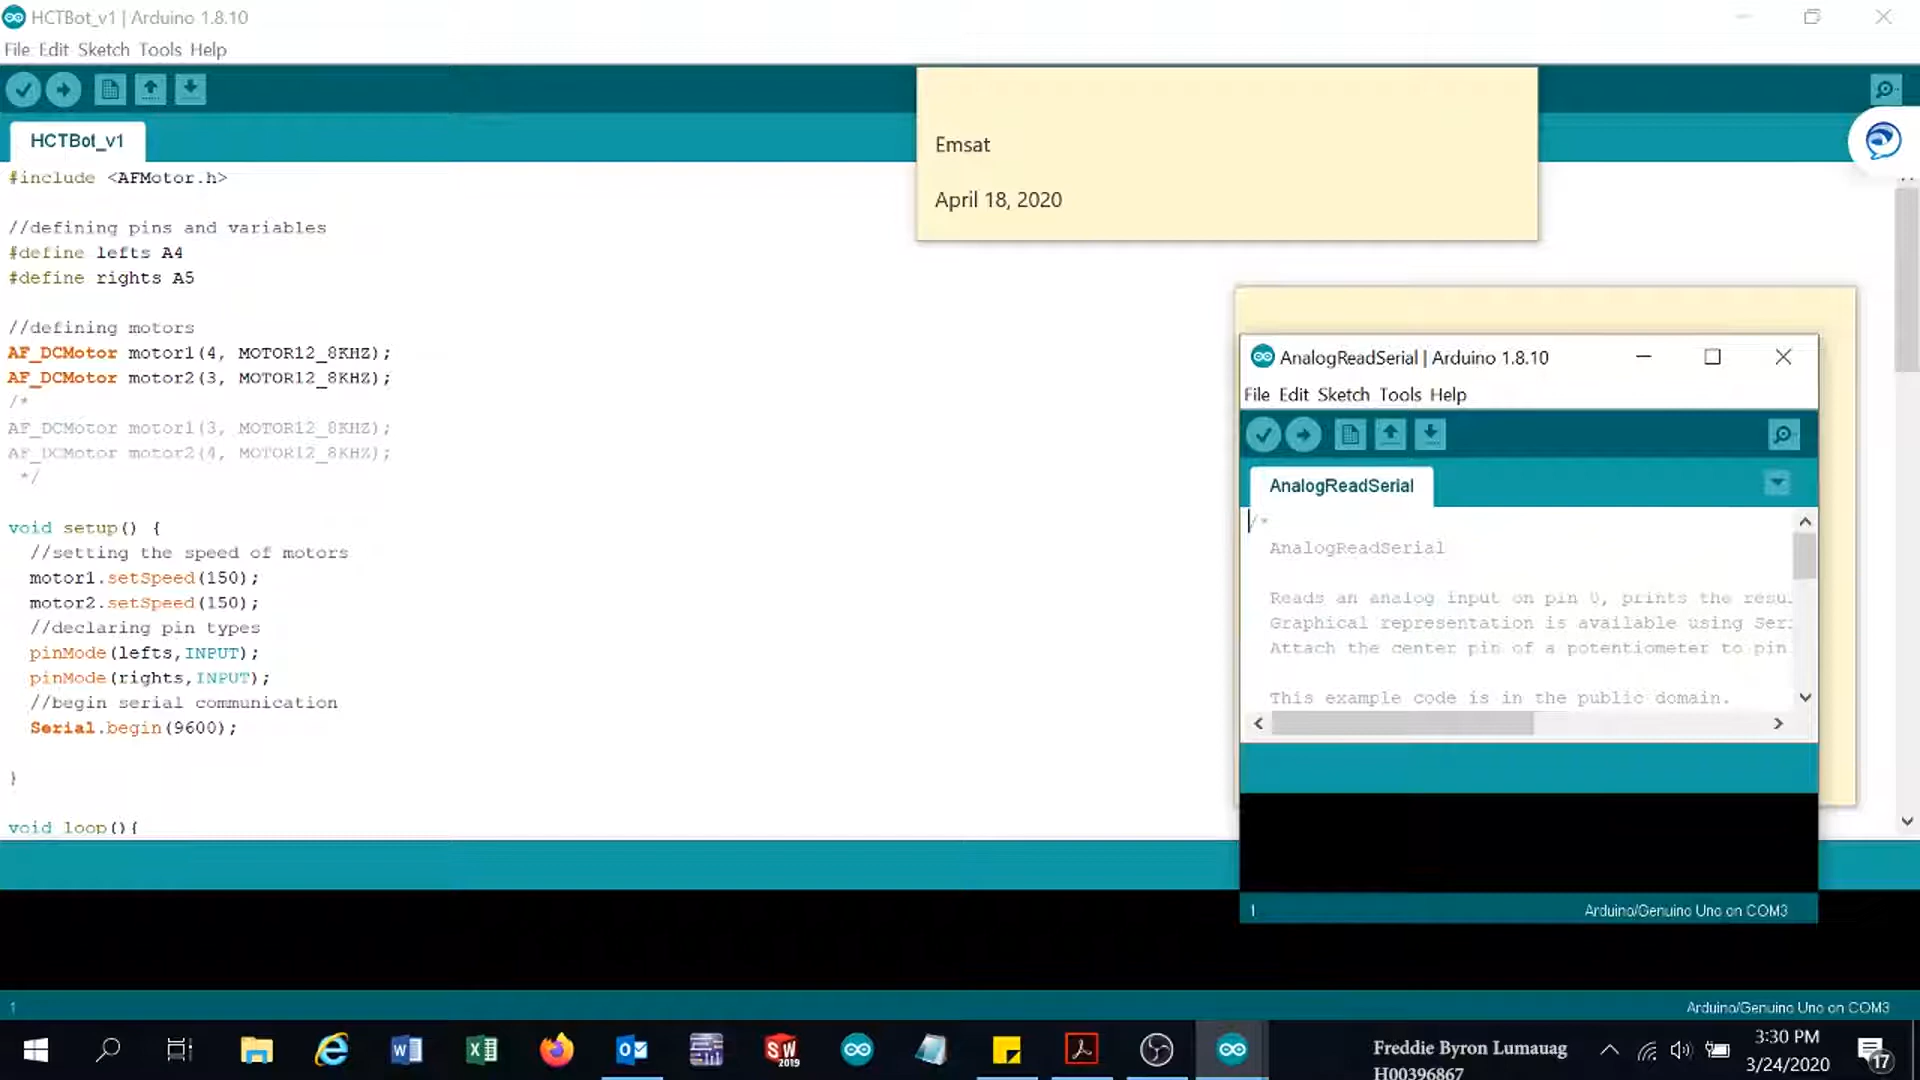 HCTBot_v1 | Arduino 1.8.10
File Edit Sketch Tools Help
HCTBot_v1
#include <AFMotor.h>
//defining pins and variables
#define lefts A4
#define rights A5
//defining motors
AF_DCMotor motor1(4, MOTOR12_8KHZ);
AF_DCMotor motor2(3, MOTOR12_8KHZ);
/*
AF_DCMotor motor1(3, MOTOR12_8KHZ);
AF_DCMotor motor2(4, MOTOR12_8KHZ);
*/
void setup() {
//setting the speed of motors
motor1.setSpeed(150);
motor2.setSpeed(150);
//declaring pin types
pinMode(lefts,INPUT);
pinMode(rights,INPUT);
//begin serial communication
Serial.begin(9600);
}
void loop(){
Emsat
April 18, 2020
AnalogReadSerial | Arduino 1.8.10
File Edit Sketch Tools Help
AnalogReadSerial
/*
AnalogReadSerial
Reads an analog input on pin 0, prints the resu
Graphical representation is available using Ser
Attach the center pin of a potentiometer to pin
This example code is in the public domain.
1 Arduino/Genuino Uno on COM3
1 Arduino/Genuino Uno on COM3
SW
2019
Freddie Byron Lumauag
H00396867
3:30 PM
3/24/2020
17